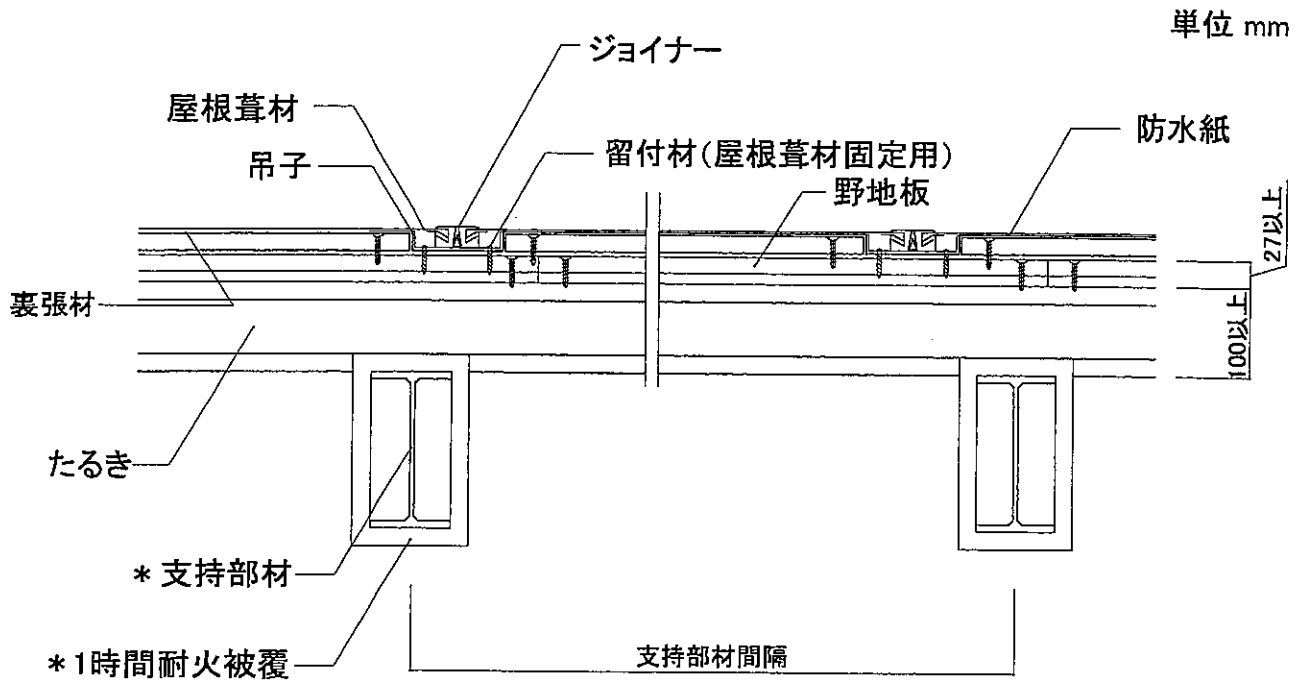 単位 mm
ジョイナー
屋根葺材
防水紙
留付材(屋根葺材固定用)
吊子
野地板
27以上
裏張材
100以上
たるき
*支持部材
*1時間耐火被覆
支持部材間隔